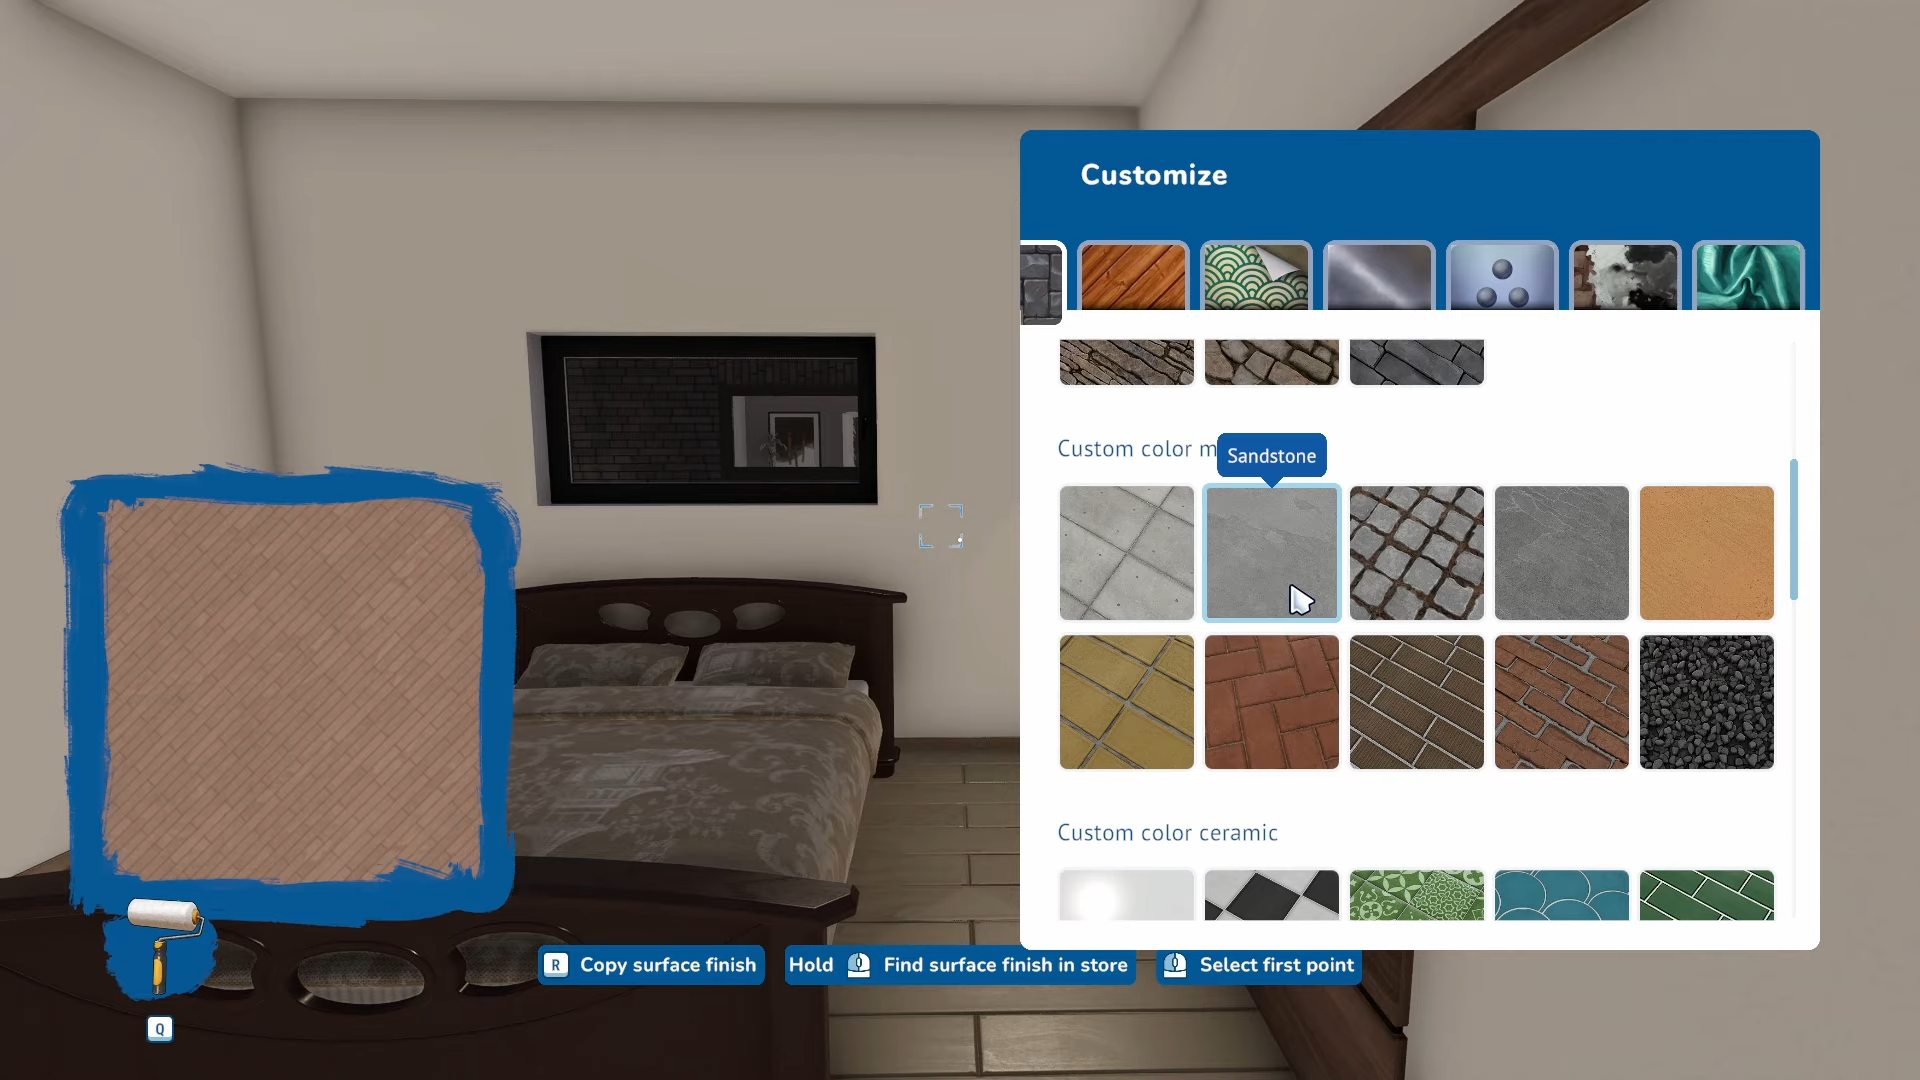 Customize
Custom color m
Sandstone
Custom color ceramic
R Copy surface finish
Hold Find surface finish in store
Select first point
Q